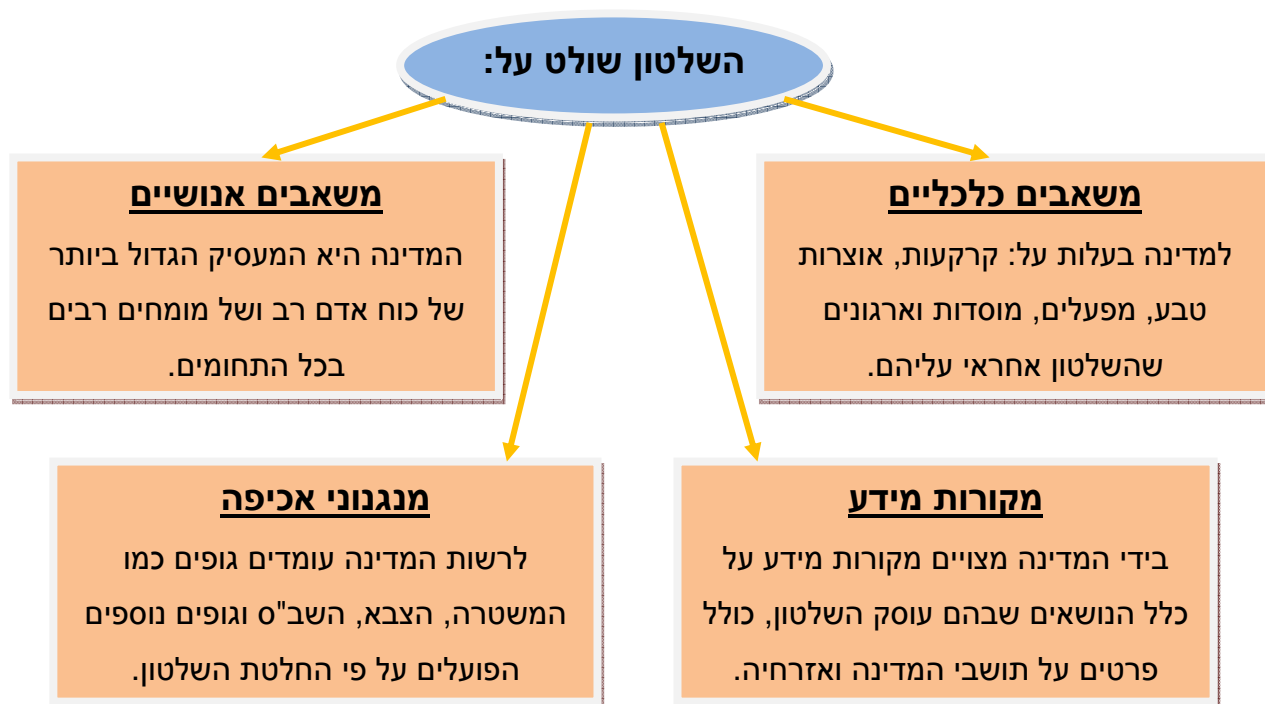 השלטון שולט על:
משאבים כלכליים
למדינה בעלות על: קרקעות, אוצרות
טבע, מפעלים, מוסדות וארגונים
שהשלטון אחראי עליהם.
משאבים אנושיים
המדינה היא המעסיק הגדול ביותר
של כוח אדם רב ושל מומחים רבים
בכל התחומים.
מקורות מידע
בידי המדינה מצויים מקורות מידע על
כלל הנושאים שבהם עוסק השלטון, כולל
פרטים על תושבי המדינה ואזרחיה.
מנגנוני אכיפה
לרשות המדינה עומדים גופים כמו
המשטרה, הצבא, השב"ס וגופים נוספים
הפועלים על פי החלטת השלטון.